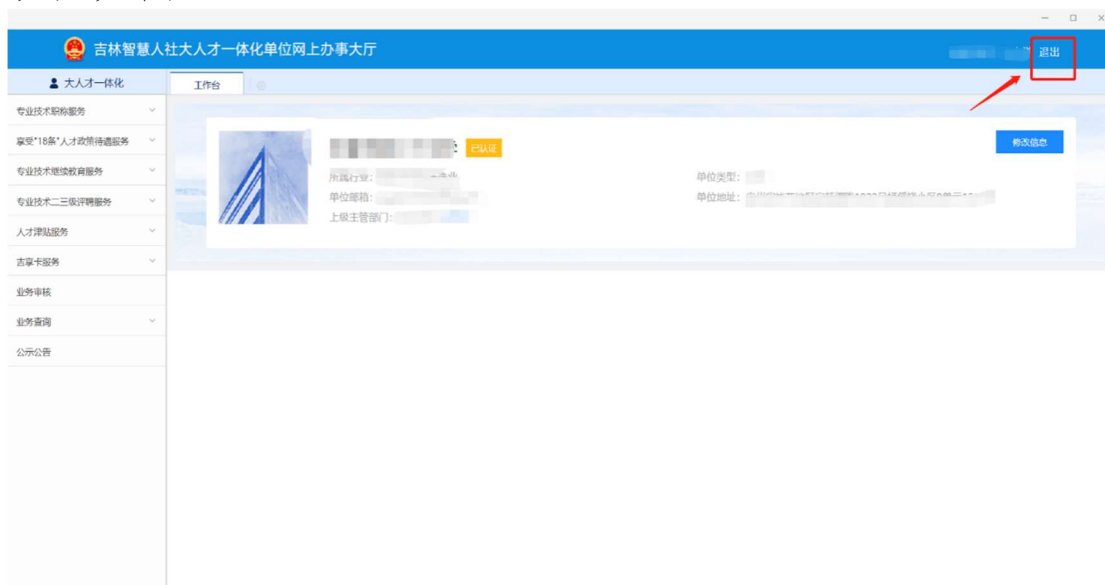 吉林智慧人社大人才一体化单位网上办事大厅
退出
大人才一体化
工作台
专业技术职称服务
享受"18条"人才政策待遇服务
专业技术继续教育服务
专业技术二三级评聘服务
人才津贴服务
吉享卡服务
业务审核
业务查询
公示公告
已认证
修改信息
所属行业:
单位类型:
单位邮箱:
单位地址:
上级主管部门: